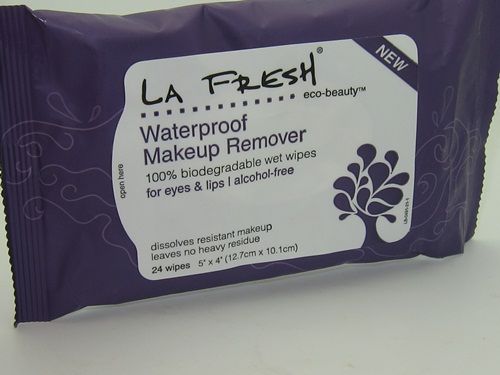 NEW
LA FRESH®
eco-beauty™
Waterproof
Makeup Remover
100% biodegradable wet wipes
for eyes & lips | alcohol-free
open here
dissolves resistant makeup
leaves no heavy residue
24 wipes 5" x 4" (12.7cm x 10.1cm)